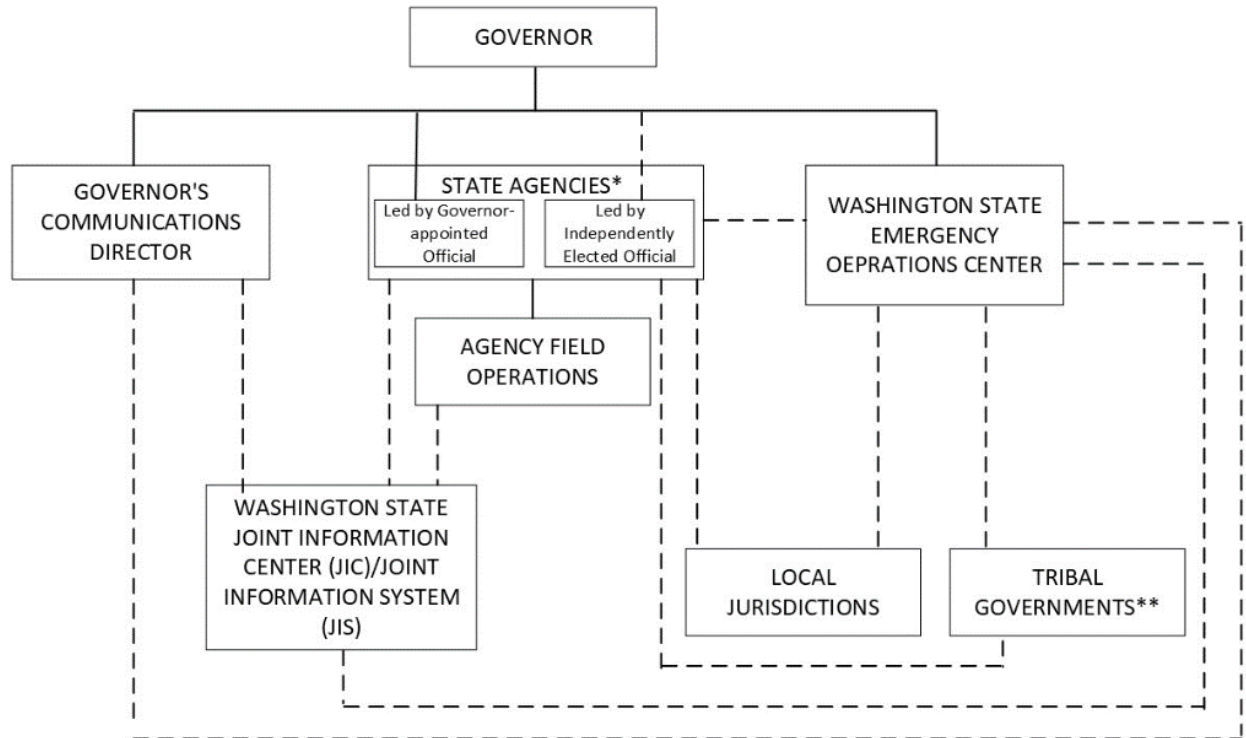 GOVERNOR
GOVERNOR'S
COMMUNICATIONS
DIRECTOR
STATE AGENCIES*
Led by Governor-
appointed
Official
Led by
Independently
Elected Official
WASHINGTON STATE
EMERGENCY
OEPRATIONS CENTER
AGENCY FIELD
OPERATIONS
WASHINGTON STATE
JOINT INFORMATION
CENTER (JIC)/JOINT
INFORMATION SYSTEM
(JIS)
LOCAL
JURISDICTIONS
TRIBAL
GOVERNMENTS**